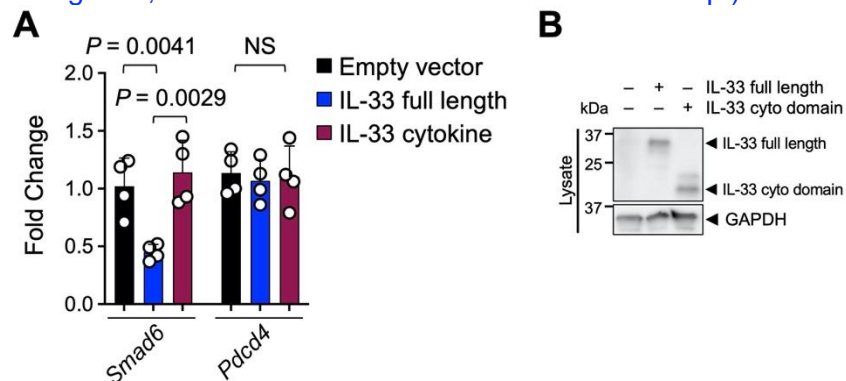 A
P = 0.0041
NS
P = 0.0029
Fold Change
2.0
1.5
1.0
0.5
0.0
Smad6
Pdcd4
Empty vector
IL-33 full length
IL-33 cytokine
B
– + – IL-33 full length
kDa – – + IL-33 cyto domain
Lysate
37
25
IL-33 full length
IL-33 cyto domain
37
GAPDH